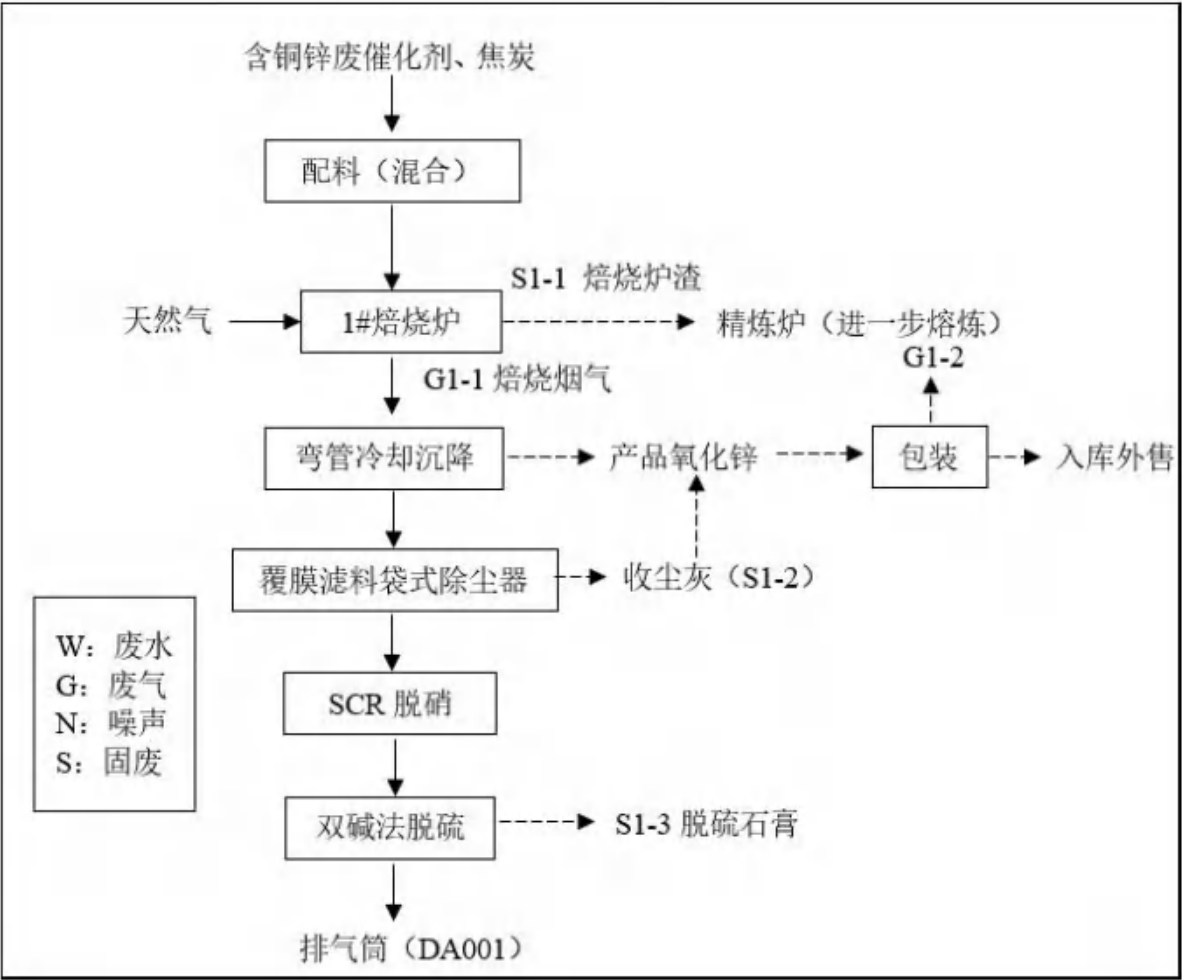 含铜锌废催化剂、焦炭
配料（混合）
S1-1 焙烧炉渣
天然气
1#焙烧炉
精炼炉（进一步熔炼）
G1-2
G1-1 焙烧烟气
弯管冷却沉降
产品氧化锌
包装
入库外售
覆膜滤料袋式除尘器
收尘灰（S1-2）
W：废水
G：废气
N：噪声
S：固废
SCR 脱硝
双碱法脱硫
S1-3 脱硫石膏
排气筒（DA001）